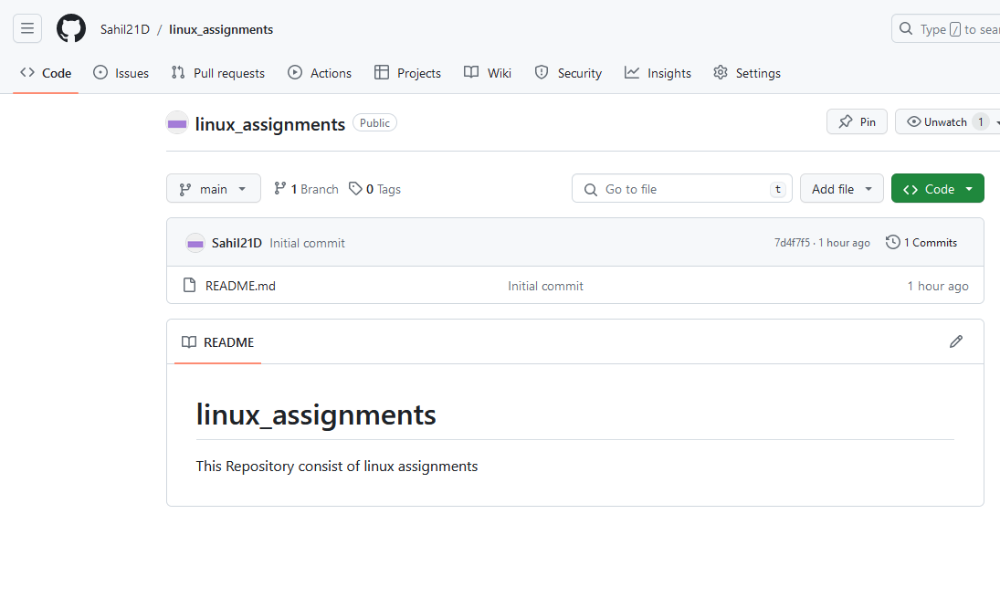 Sahil21D / linux_assignments
Type / to sear
Code Issues Pull requests Actions Projects Wiki Security Insights Settings
linux_assignments Public
Pin Unwatch 1
main 1 Branch 0 Tags
Go to file t Add file Code
Sahil21D Initial commit 7d4f7f5 · 1 hour ago 1 Commits
README.md Initial commit 1 hour ago
README
linux_assignments
This Repository consist of linux assignments